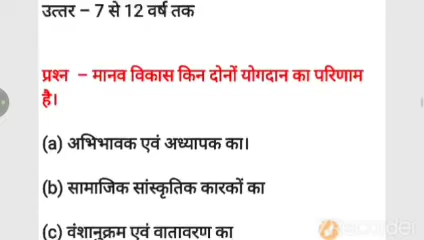 उत्तर – 7 से 12 वर्ष तक
प्रश्न – मानव विकास किन दोनों योगदान का परिणाम
है।
(a) अभिभावक एवं अध्यापक का।
(b) सामाजिक सांस्कृतिक कारकों का
(c) वंशानुक्रम एवं वातावरण का